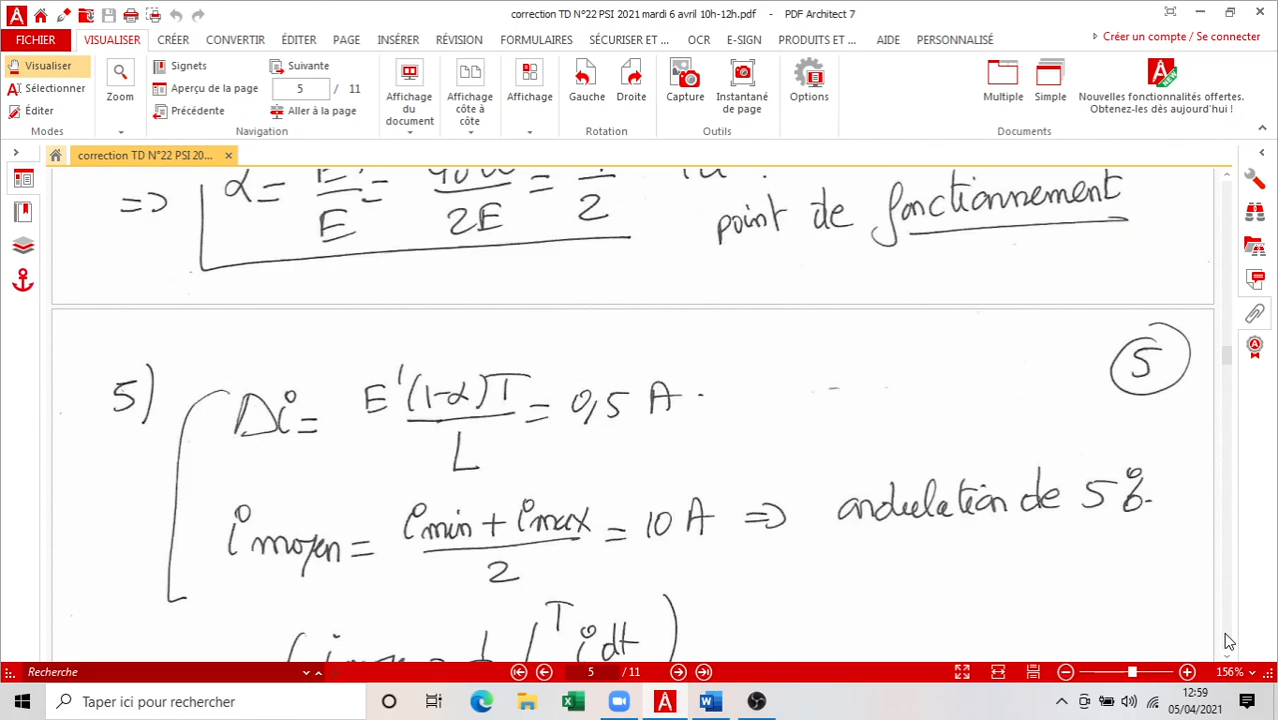 correction TD N°22 PSI 2021 mardi 6 avril 10h-12h.pdf - PDF Architect 7
FICHIER VISUALISER CRÉER CONVERTIR ÉDITER PAGE INSÉRER RÉVISION FORMULAIRES SÉCURISER ET ... OCR E-SIGN PRODUITS ET ... AIDE PERSONNALISÉ Créer un compte / Se connecter
Visualiser
Sélectionner
Éditer
Modes
Zoom
Signets
Aperçu de la page
Précédente
Suivante
5 / 11
Aller à la page
Navigation
Affichage du document
Affichage côte à côte
Affichage
Gauche
Droite
Rotation
Capture
Instantané de page
Outils
Options
Multiple
Simple
Documents
NEW
Nouvelles fonctionnalités offertes.
Obtenez-les dès aujourd'hui !
correction TD N°22 PSI 20...
=> α = E'/E = /2E = 1/2
point de fonctionnement
5
5) Δi = E'(1-α)T/L = 0,5 A.
i moyen = (i min + i max)/2 = 10 A => ondulation de 5 %.
T
i dt)
Recherche 5 / 11 156%
Taper ici pour rechercher
12:59
05/04/2021